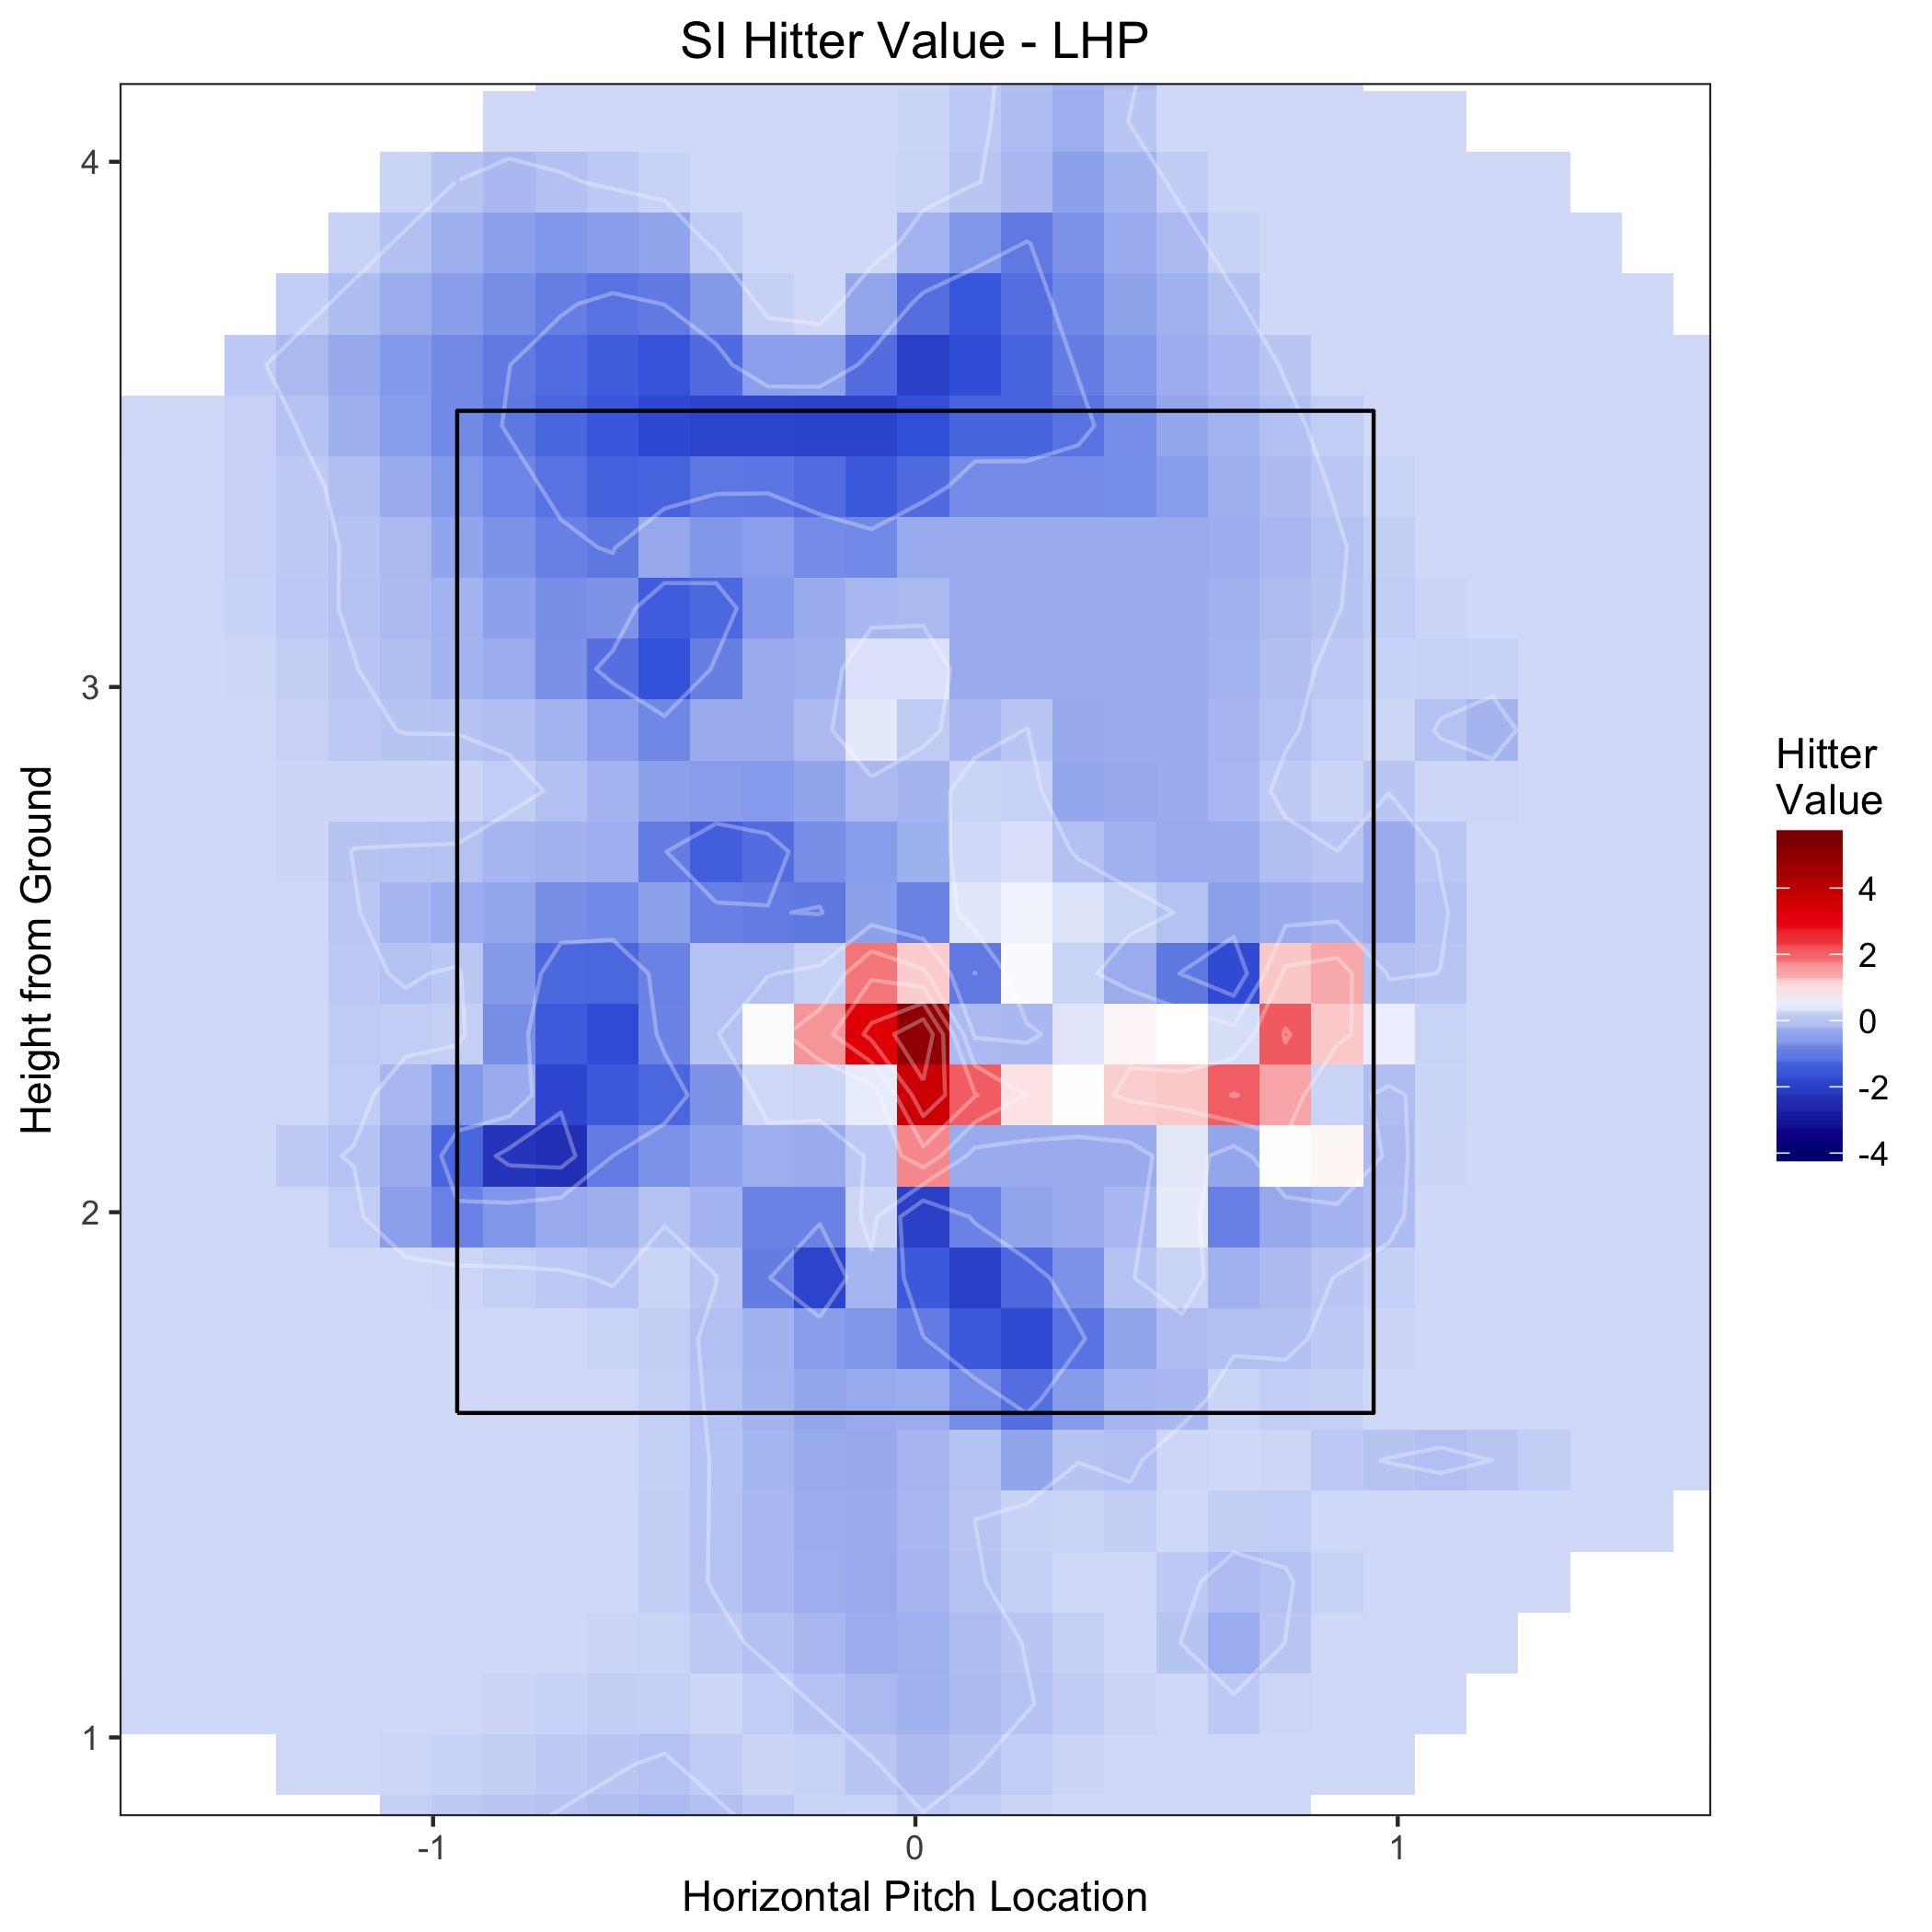 SI Hitter Value - LHP
4
3
2
1
Height from Ground
-1 0 1
Horizontal Pitch Location
Hitter
Value
4
2
0
-2
-4